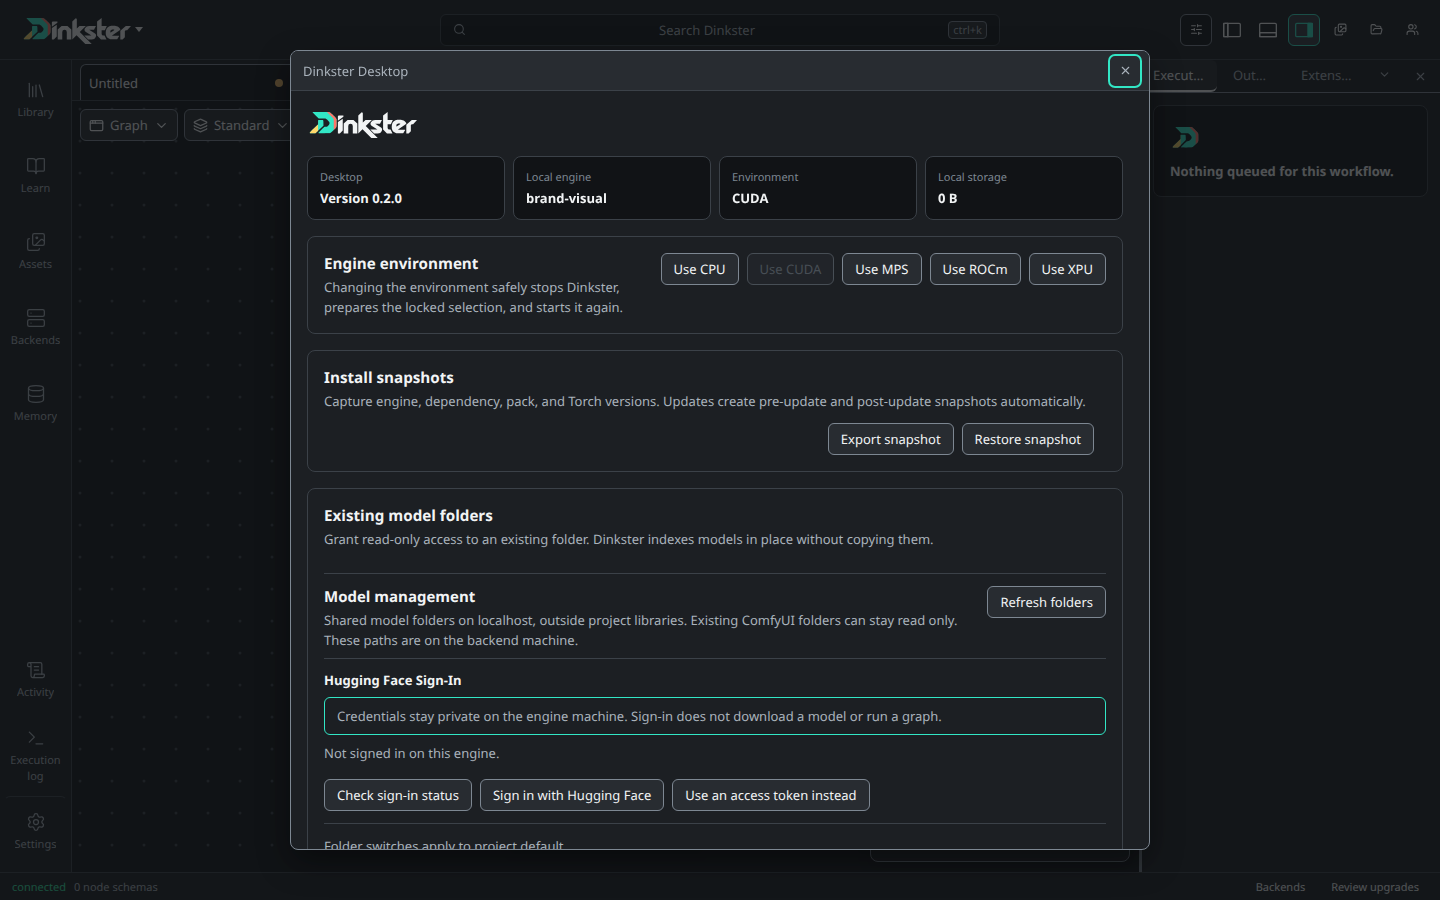 Dinkster
Search Dinkster
ctrl+k
Library
Learn
Assets
Backends
Memory
Activity
Execution
log
Settings
Untitled
Graph
Standard
Dinkster Desktop
Dinkster
Desktop
Version 0.2.0
Local engine
brand-visual
Environment
CUDA
Local storage
0 B
Engine environment
Changing the environment safely stops Dinkster,
prepares the locked selection, and starts it again.
Use CPU
Use CUDA
Use MPS
Use ROCm
Use XPU
Install snapshots
Capture engine, dependency, pack, and Torch versions. Updates create pre-update and post-update snapshots automatically.
Export snapshot
Restore snapshot
Existing model folders
Grant read-only access to an existing folder. Dinkster indexes models in place without copying them.
Model management
Shared model folders on localhost, outside project libraries. Existing ComfyUI folders can stay read only.
These paths are on the backend machine.
Refresh folders
Hugging Face Sign-In
Credentials stay private on the engine machine. Sign-in does not download a model or run a graph.
Not signed in on this engine.
Check sign-in status
Sign in with Hugging Face
Use an access token instead
Folder switches apply to project default
Execut...
Out...
Extens...
Nothing queued for this workflow.
connected
0 node schemas
Backends
Review upgrades